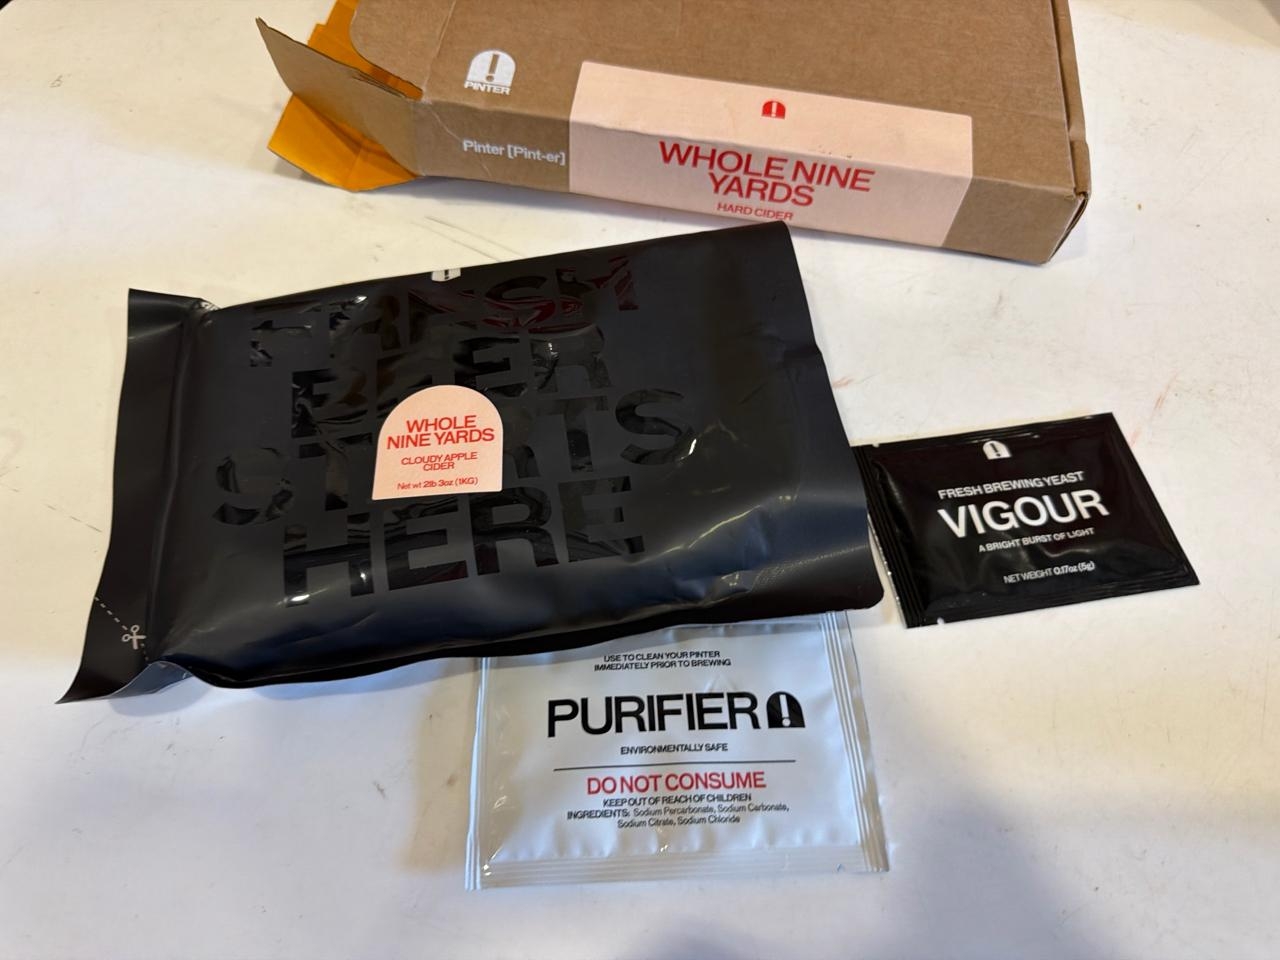 PINTER
Pinter [Pint-er]
WHOLE NINE
YARDS
HARD CIDER
FRESH
BEER
STARTS
HERE
WHOLE
NINE YARDS
CLOUDY APPLE
CIDER
Net wt 2lb 3oz (1KG)
FRESH BREWING YEAST
VIGOUR
A BRIGHT BURST OF LIGHT
NET WEIGHT 0.17oz (5g)
USE TO CLEAN YOUR PINTER
IMMEDIATELY PRIOR TO BREWING
PURIFIER
ENVIRONMENTALLY SAFE
DO NOT CONSUME
KEEP OUT OF REACH OF CHILDREN
INGREDIENTS: Sodium Percarbonate, Sodium Carbonate,
Sodium Citrate, Sodium Chloride